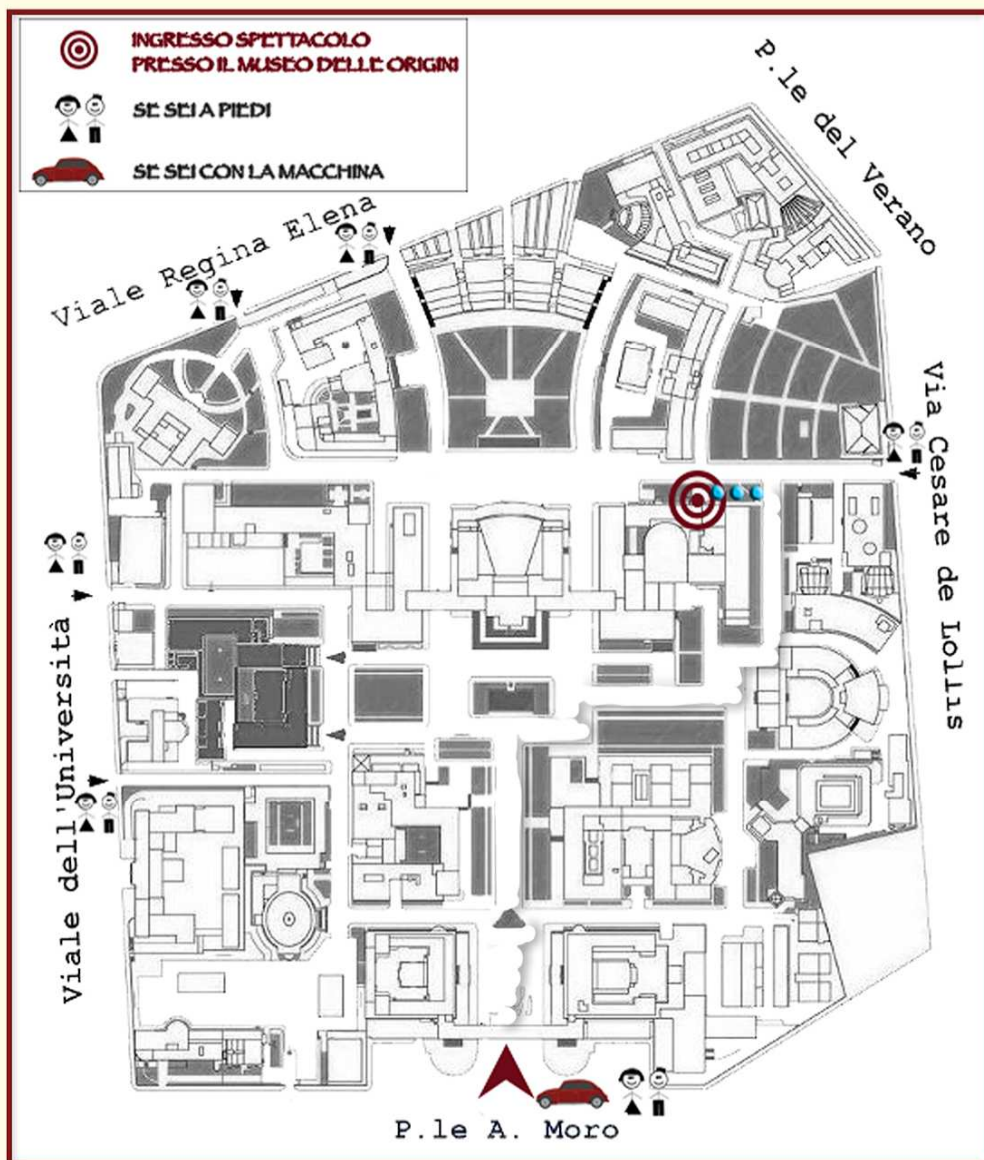 INGRESSO SPETTACOLO
PRESSO IL MUSEO DELLE ORIGINI
SE SEI A PIEDI
SE SEI CON LA MACCHINA
P.le del Verano
Viale Regina Elena
Via Cesare de Lollis
Viale dell'Università
P.le A. Moro